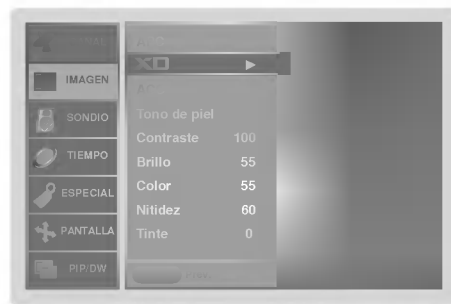 IMAGEN
SONDIO
TIEMPO
ESPECIAL
PANTALLA
PIP/DW
XD
Tono de piel
Contraste 100
Brillo 55
Color 55
Nitidez 60
Tinte 0